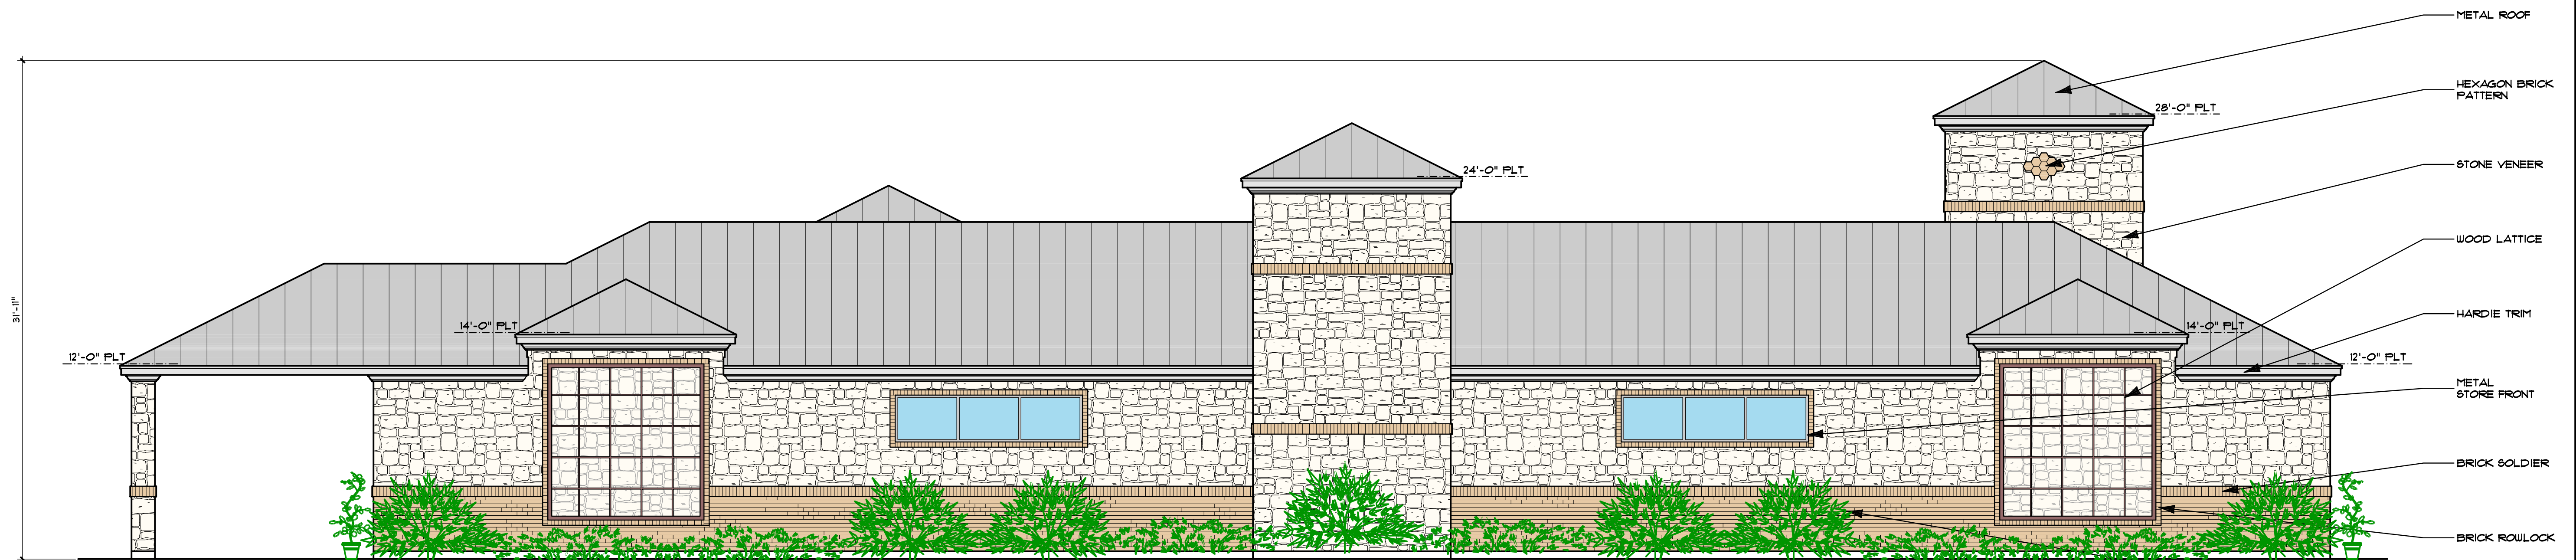 METAL ROOF
HEXAGON BRICK
PATTERN
28'-0" PLT
STONE VENEER
24'-0" PLT
WOOD LATTICE
31'-11"
HARDIE TRIM
14'-0" PLT
14'-0" PLT
12'-0" PLT
12'-0" PLT
METAL
STORE FRONT
BRICK SOLDIER
BRICK ROWLOCK